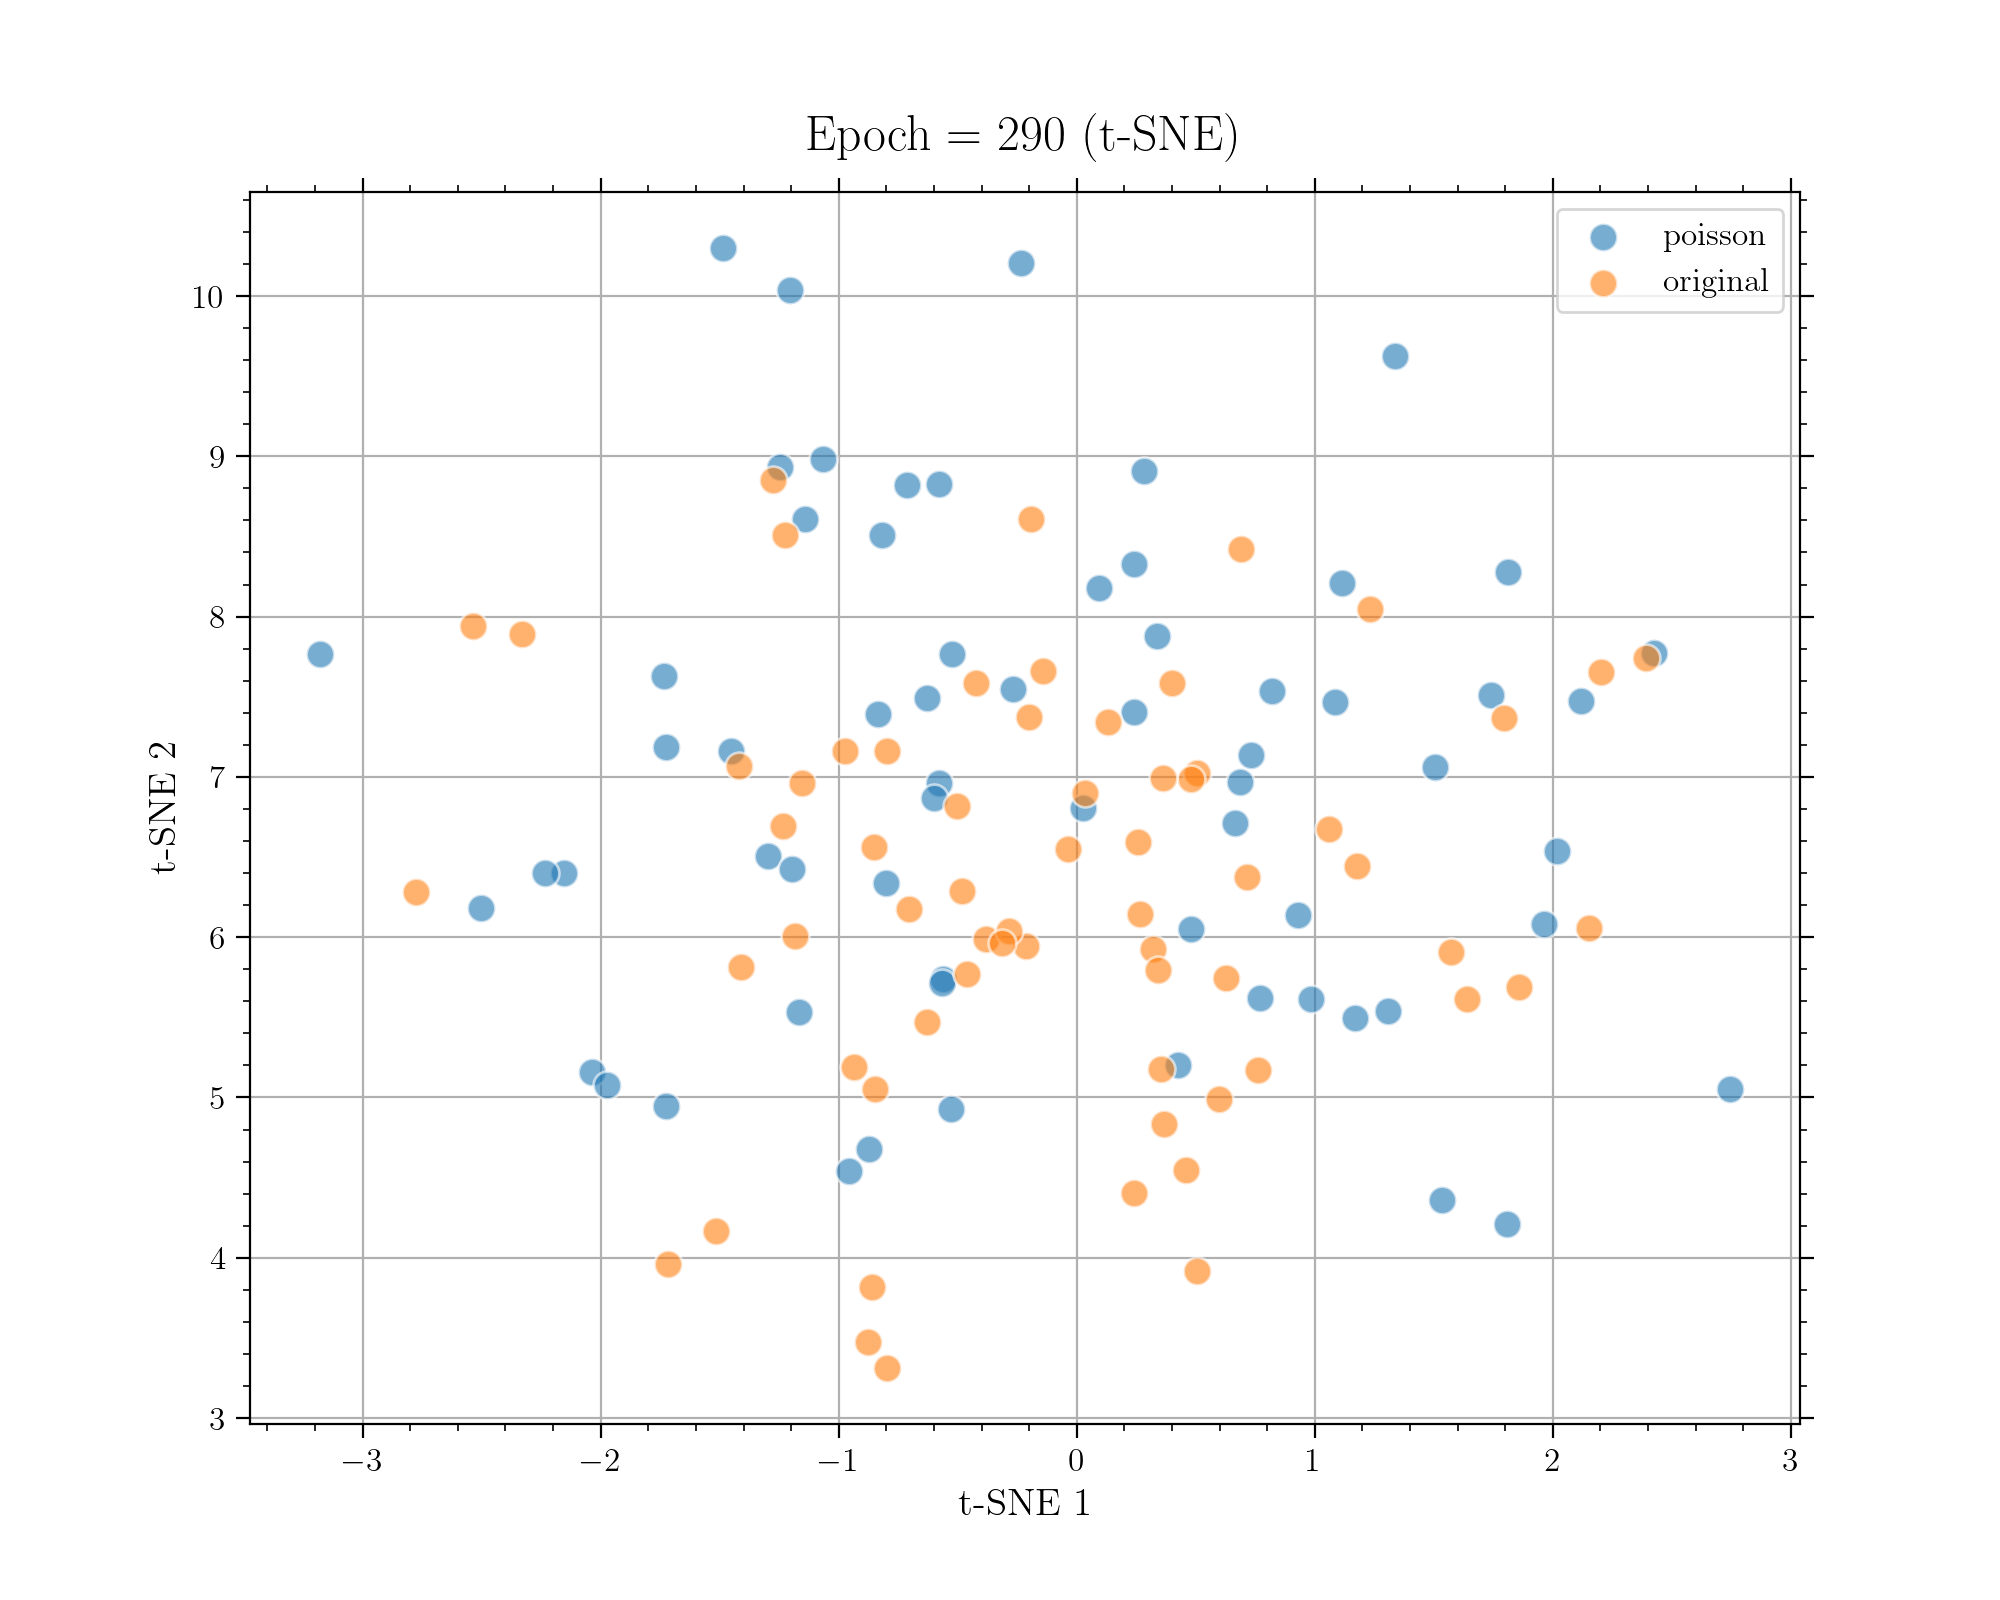 Epoch = 290 (t-SNE)
poisson
original
10
9
8
7
6
5
4
3
t-SNE 2
−3 −2 −1 0 1 2 3
t-SNE 1